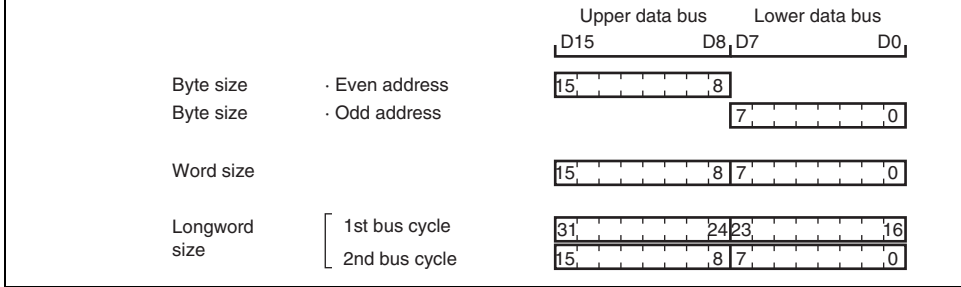 Upper data bus Lower data bus
D15 D8 D7 D0
Byte size · Even address 15 8
Byte size · Odd address 7 0
Word size 15 8 7 0
Longword size 1st bus cycle 31 24 23 16
2nd bus cycle 15 8 7 0